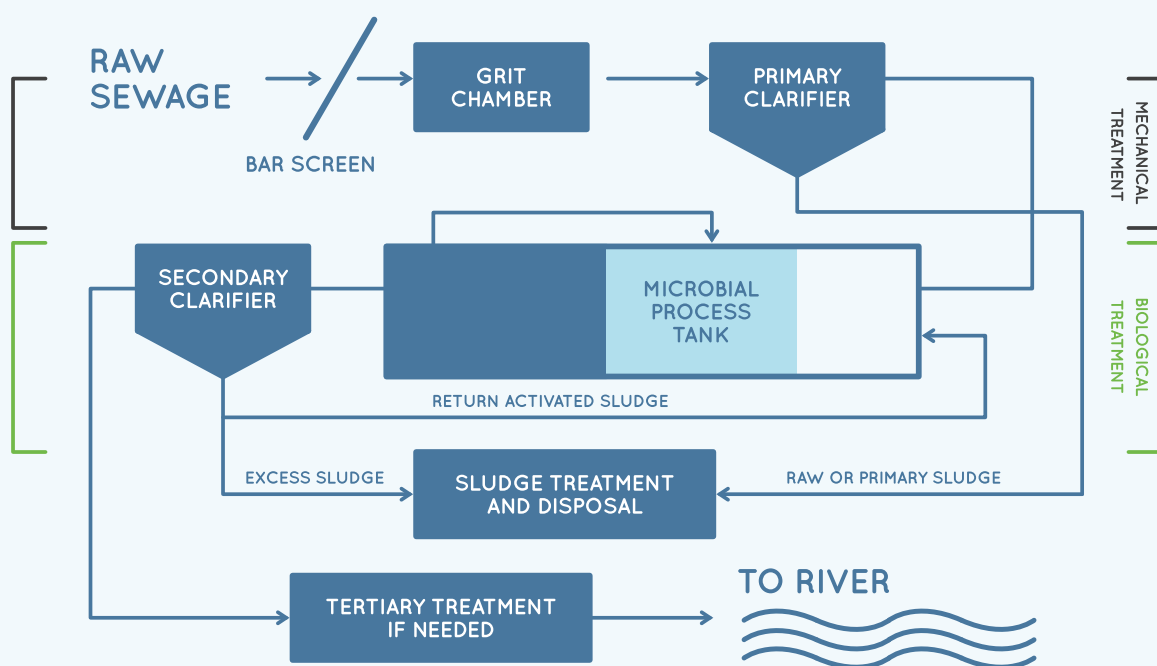 RAW
SEWAGE
BAR SCREEN
GRIT
CHAMBER
PRIMARY
CLARIFIER
MECHANICAL
TREATMENT
SECONDARY
CLARIFIER
MICROBIAL
PROCESS
TANK
BIOLOGICAL
TREATMENT
RETURN ACTIVATED SLUDGE
EXCESS SLUDGE
SLUDGE TREATMENT
AND DISPOSAL
RAW OR PRIMARY SLUDGE
TERTIARY TREATMENT
IF NEEDED
TO RIVER